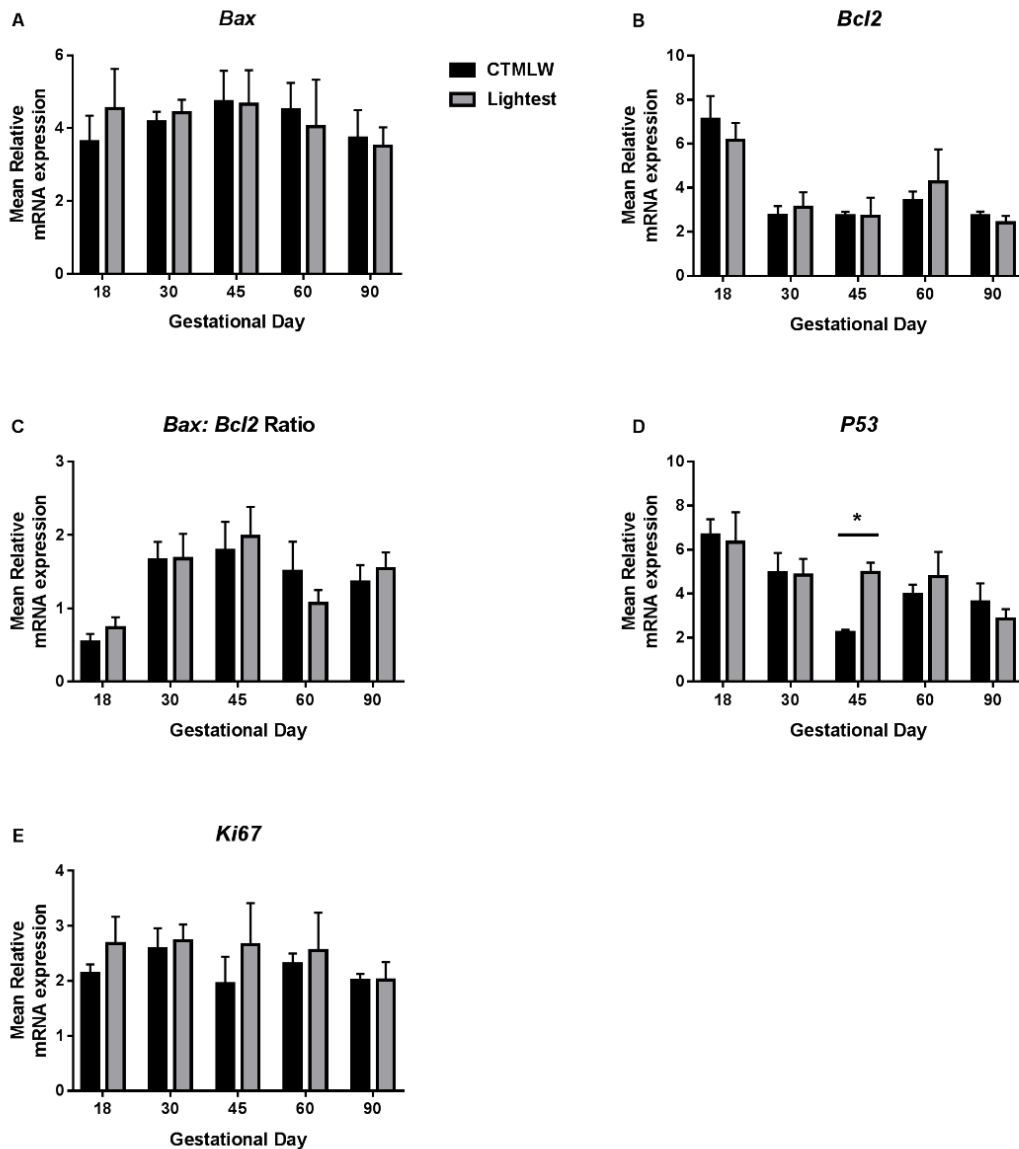 A
Bax
Mean Relative
mRNA expression
6
4
2
0
18 30 45 60 90
Gestational Day
CTMLW
Lightest
B
Bcl2
Mean Relative
mRNA expression
10
8
6
4
2
0
18 30 45 60 90
Gestational Day
C
Bax: Bcl2 Ratio
Mean Relative
mRNA expression
3
2
1
0
18 30 45 60 90
Gestational Day
D
P53
Mean Relative
mRNA expression
10
8
6
4
2
0
*
18 30 45 60 90
Gestational Day
E
Ki67
Mean Relative
mRNA expression
4
3
2
1
0
18 30 45 60 90
Gestational Day